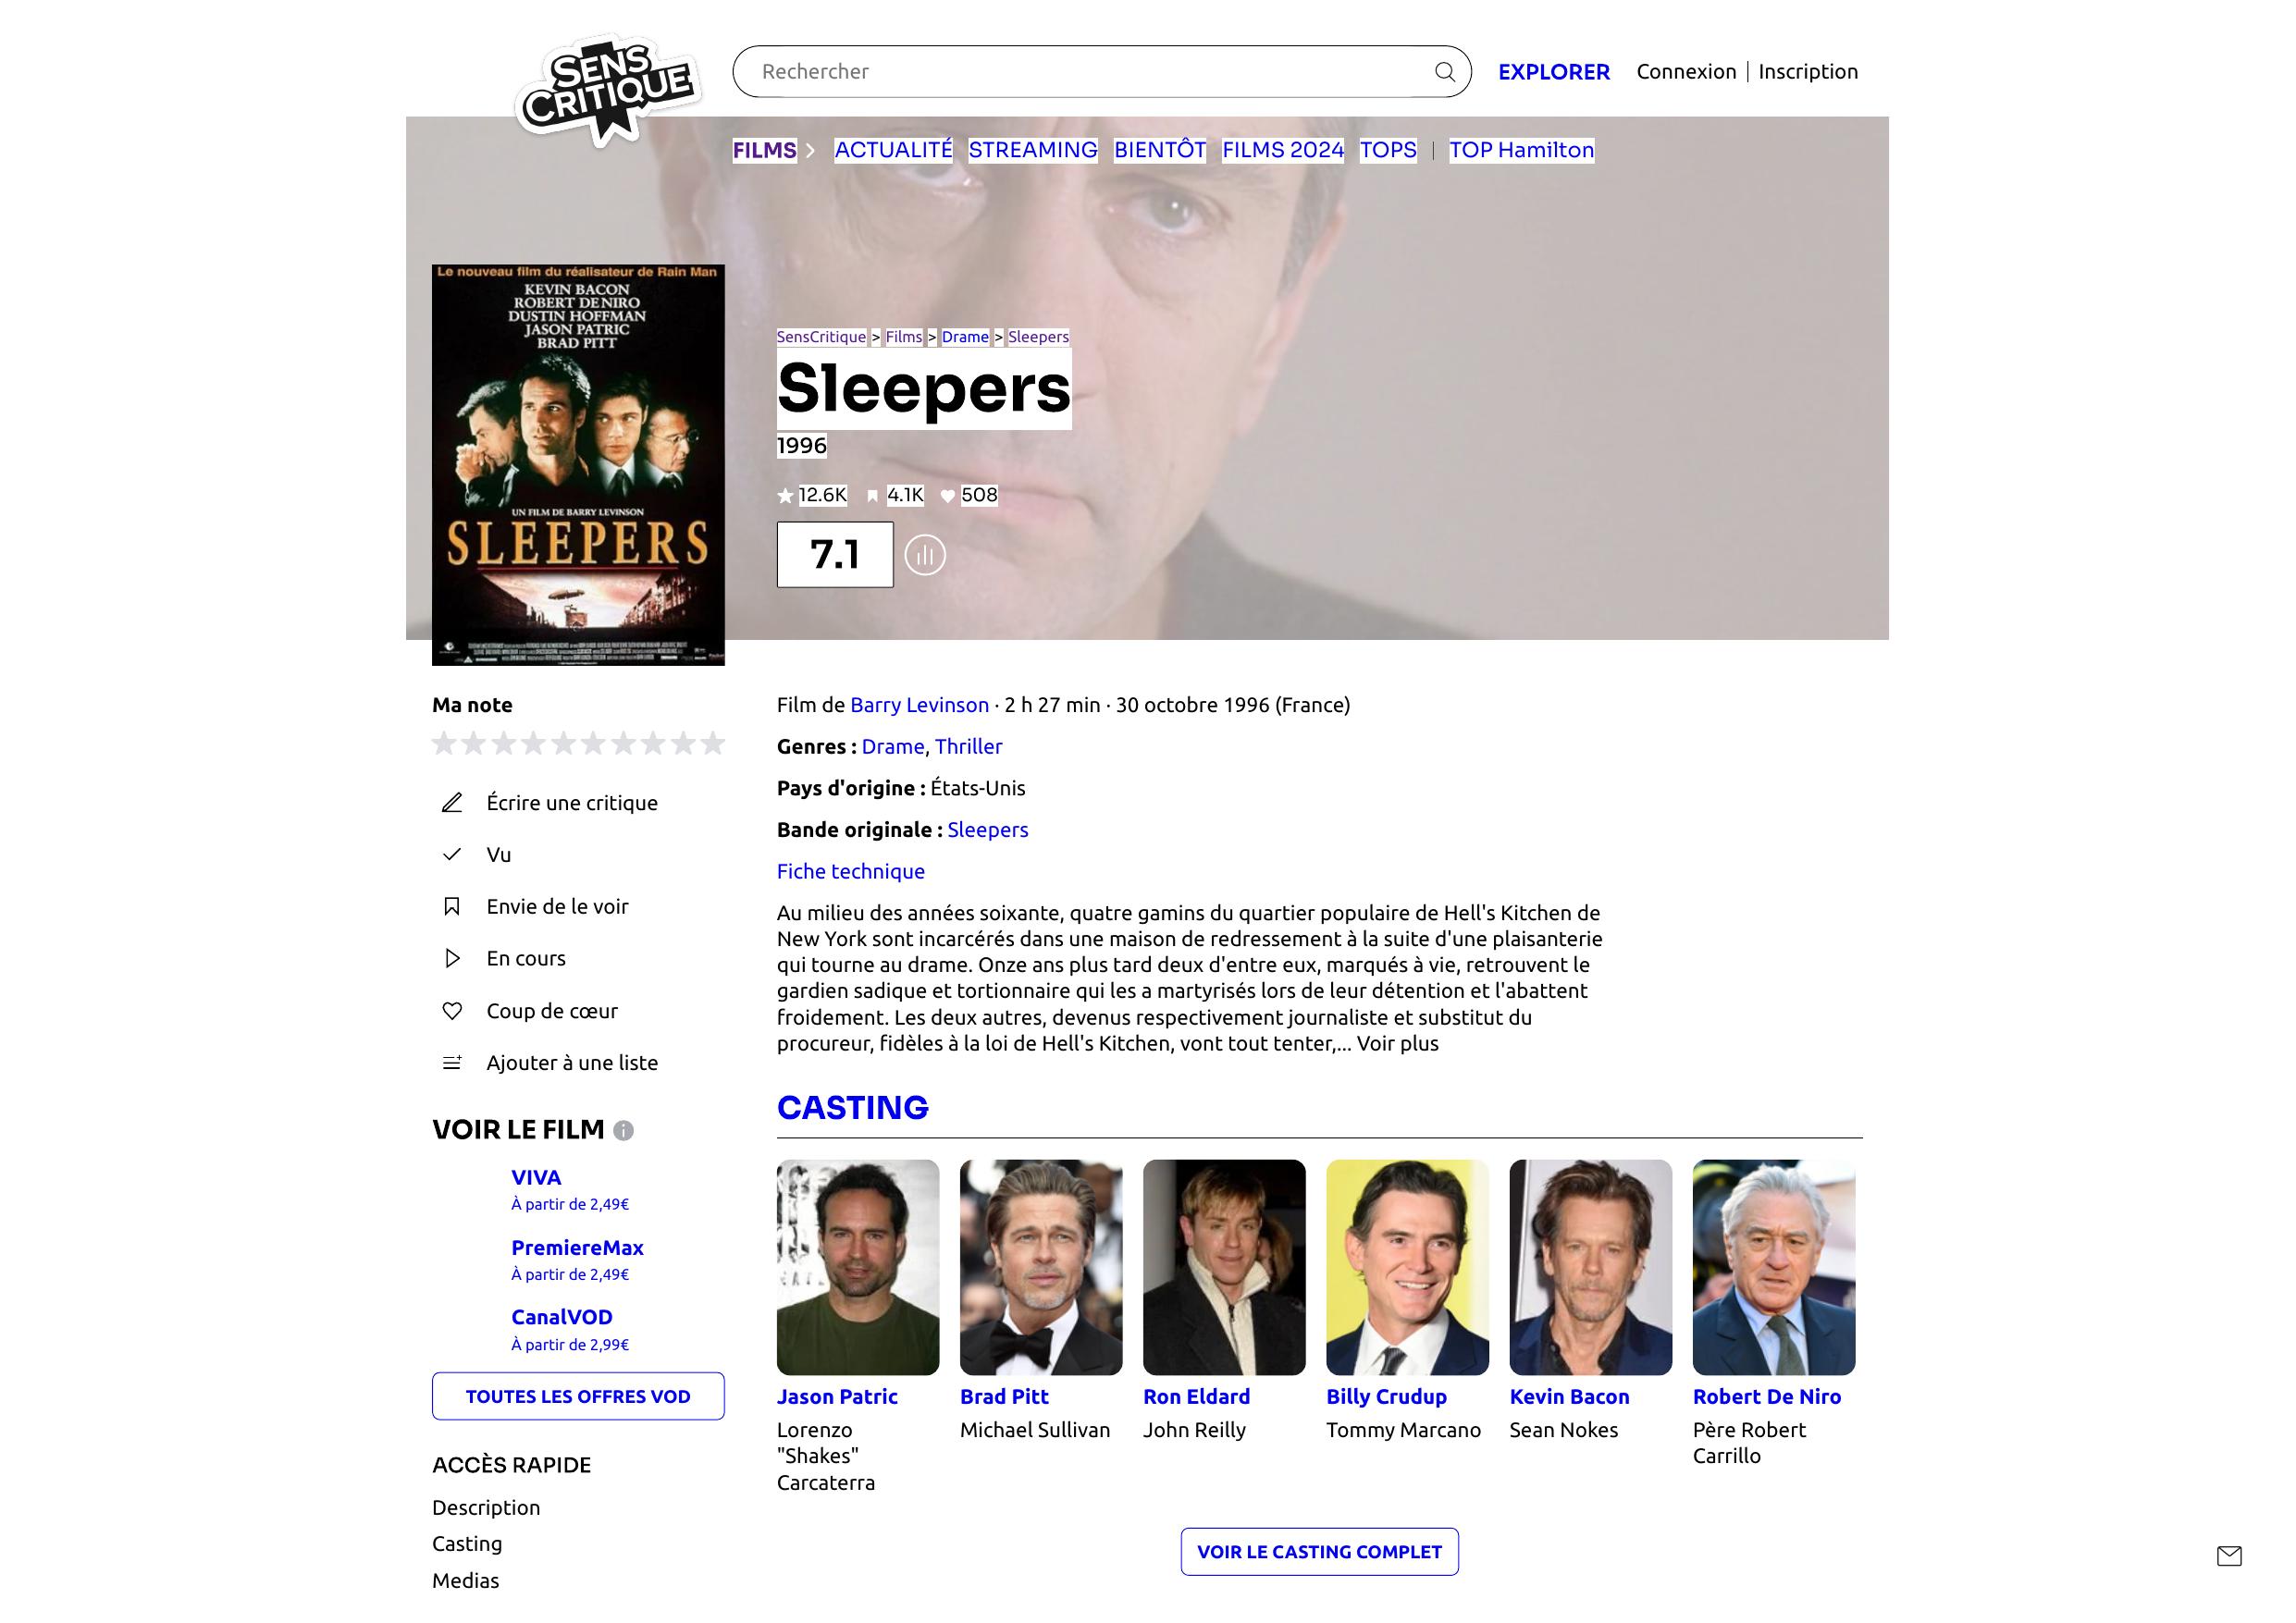 SENS
CRITIQUE
Rechercher
EXPLORER
Connexion | Inscription
FILMS
ACTUALITÉ
STREAMING
BIENTÔT
FILMS 2024
TOPS
|
TOP Hamilton
Le nouveau film du réalisateur de Rain Man
KEVIN BACON
ROBERT DE NIRO
DUSTIN HOFFMAN
JASON PATRIC
BRAD PITT
UN FILM DE BARRY LEVINSON
SLEEPERS
SensCritique > Films > Drame > Sleepers
Sleepers
1996
12.6K
4.1K
508
7.1
Ma note
Écrire une critique
Vu
Envie de le voir
En cours
Coup de cœur
Ajouter à une liste
VOIR LE FILM
VIVA
À partir de 2,49€
PremiereMax
À partir de 2,49€
CanalVOD
À partir de 2,99€
TOUTES LES OFFRES VOD
ACCÈS RAPIDE
Description
Casting
Medias
Film de Barry Levinson · 2 h 27 min · 30 octobre 1996 (France)
Genres : Drame, Thriller
Pays d'origine : États-Unis
Bande originale : Sleepers
Fiche technique
Au milieu des années soixante, quatre gamins du quartier populaire de Hell's Kitchen de
New York sont incarcérés dans une maison de redressement à la suite d'une plaisanterie
qui tourne au drame. Onze ans plus tard deux d'entre eux, marqués à vie, retrouvent le
gardien sadique et tortionnaire qui les a martyrisés lors de leur détention et l'abattent
froidement. Les deux autres, devenus respectivement journaliste et substitut du
procureur, fidèles à la loi de Hell's Kitchen, vont tout tenter,... Voir plus
CASTING
Jason Patric
Lorenzo
"Shakes"
Carcaterra
Brad Pitt
Michael Sullivan
Ron Eldard
John Reilly
Billy Crudup
Tommy Marcano
Kevin Bacon
Sean Nokes
Robert De Niro
Père Robert
Carrillo
VOIR LE CASTING COMPLET